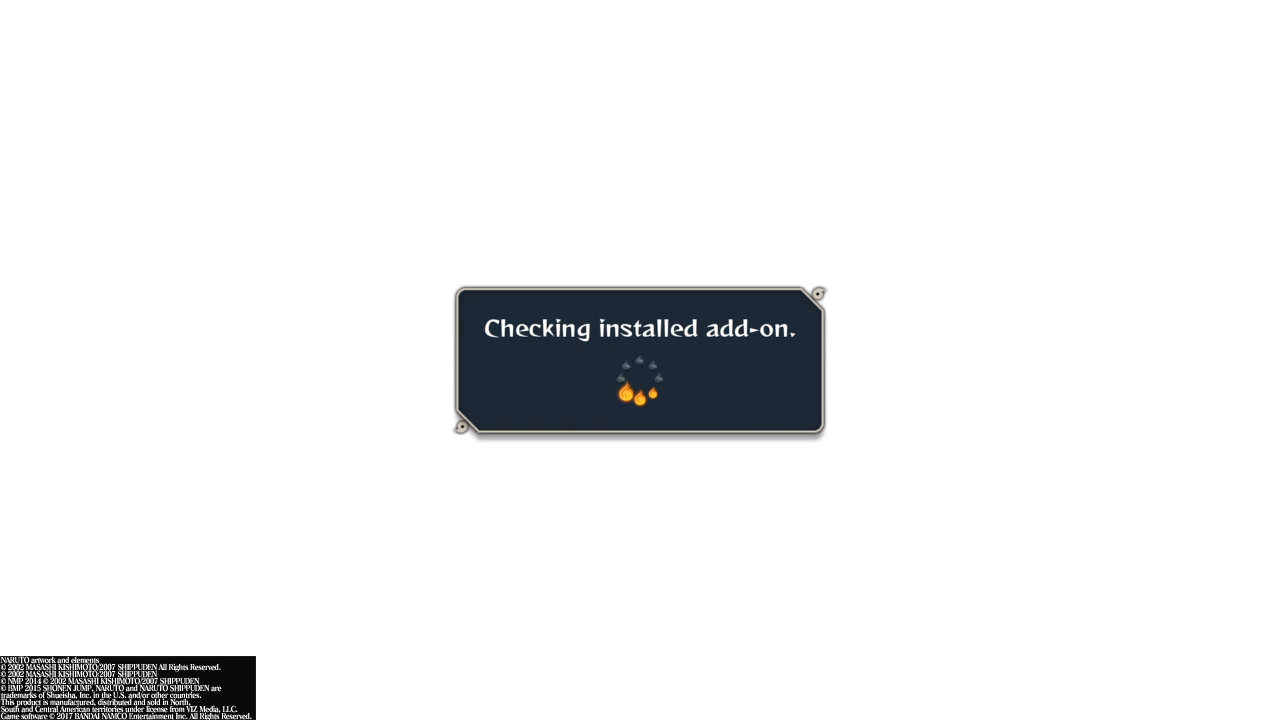 Checking installed add-on.
NARUTO artwork and elements
© 2002 MASASHI KISHIMOTO/2007 SHIPPUDEN All Rights Reserved.
© 2002 MASASHI KISHIMOTO/2007 SHIPPUDEN
© NMP 2014 © 2002 MASASHI KISHIMOTO/2007 SHIPPUDEN
© BMP 2015 SHONEN JUMP, NARUTO and NARUTO SHIPPUDEN are
trademarks of Shueisha, Inc. in the U.S. and/or other countries.
This product is manufactured, distributed and sold in North,
South and Central American territories under license from VIZ Media, LLC.
Game software © 2017 BANDAI NAMCO Entertainment Inc. All Rights Reserved.